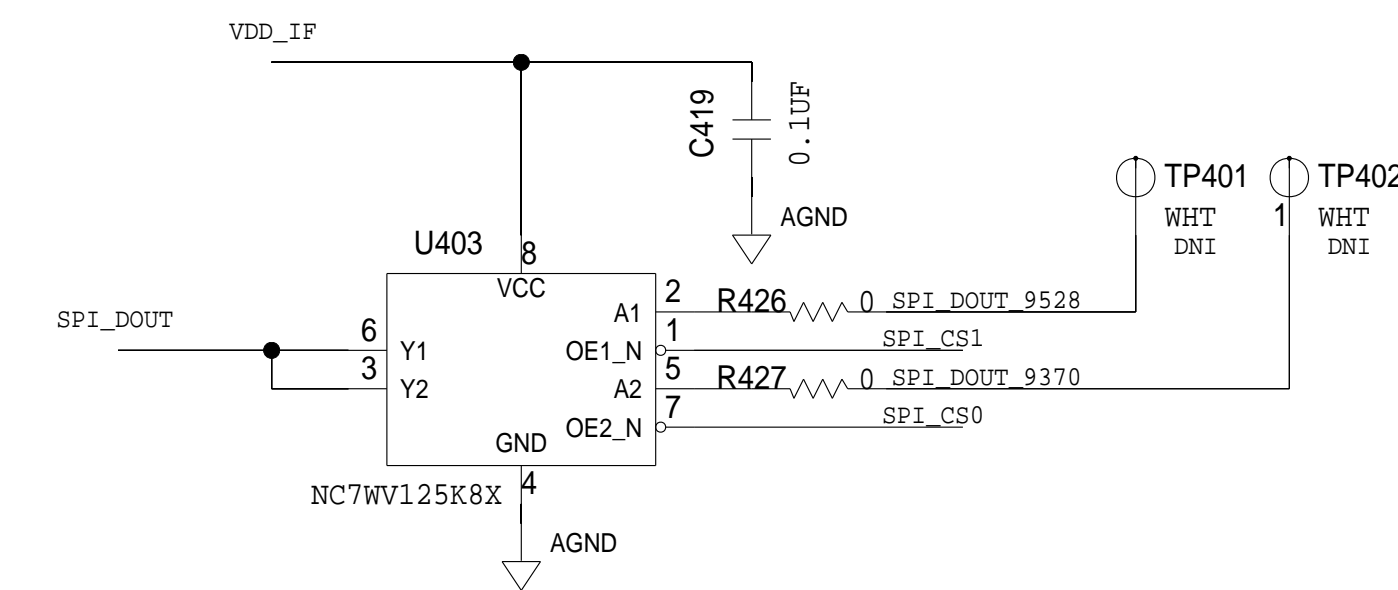 VDD_IF
C419
0.1UF
AGND
TP401
WHT
DNI
TP402
1 WHT
DNI
U403
8
VCC
SPI_DOUT
6
Y1
3
Y2
A1
2
R426 0 SPI_DOUT_9528
OE1_N
1
SPI_CS1
A2
5
R427 0 SPI_DOUT_9370
OE2_N
7
SPI_CS0
GND
NC7WV125K8X
4
AGND